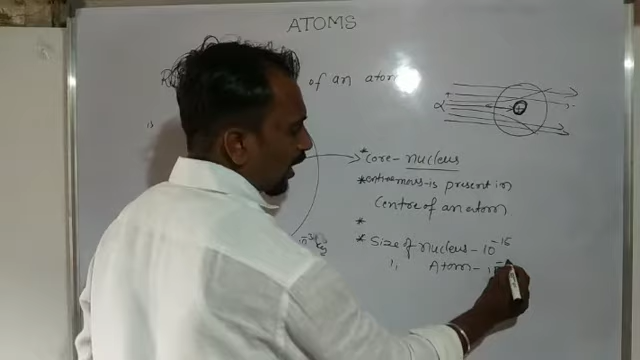 ATOMS
of an atom
α
+
*core - nucleus
*entire mass is present in
Centre of an atom
*
* Size of nucleus - 10⁻¹⁵
Atom - 10